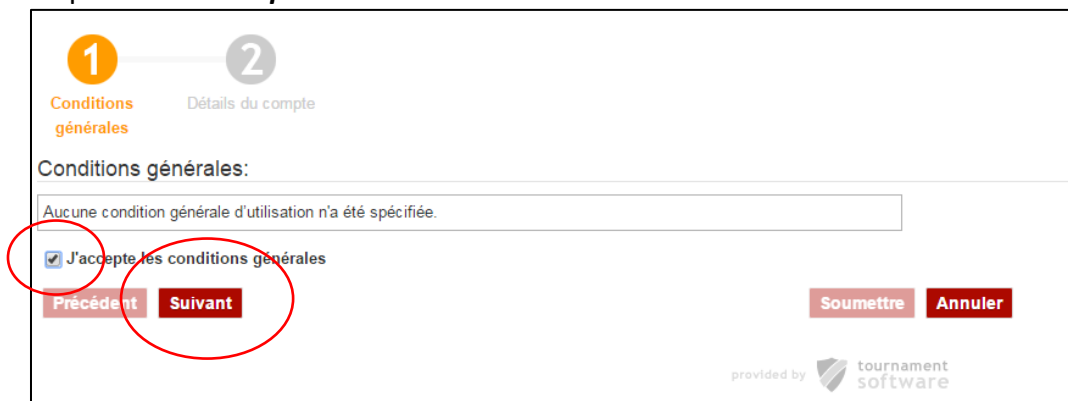 1 2
Conditions générales Détails du compte
Conditions générales:
Aucune condition générale d'utilisation n'a été spécifiée.
J'accepte les conditions générales
Précédent Suivant Soumettre Annuler
provided by tournament software